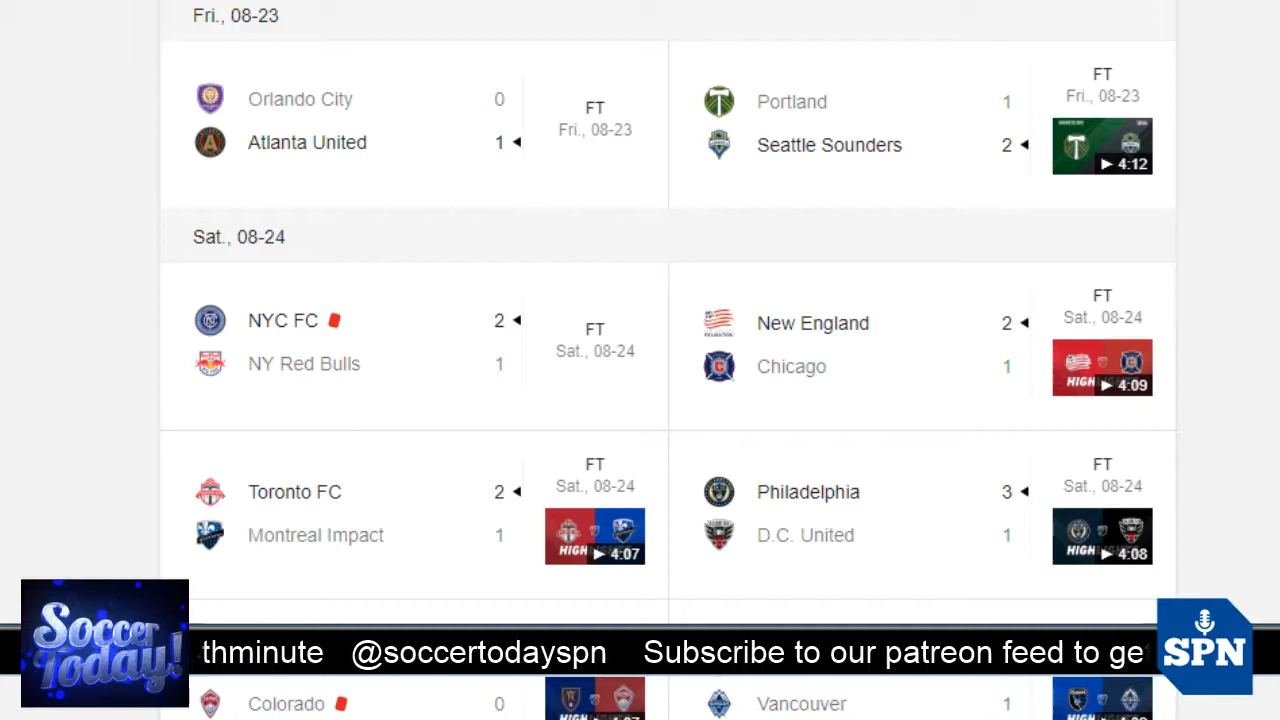 Fri., 08-23
Orlando City 0
Atlanta United 1
FT
Fri., 08-23
Portland 1
Seattle Sounders 2
FT
Fri., 08-23
4:12
Sat., 08-24
NYC FC 2
NY Red Bulls 1
FT
Sat., 08-24
New England 2
Chicago 1
FT
Sat., 08-24
HIGH
4:09
Toronto FC 2
Montreal Impact 1
FT
Sat., 08-24
HIGH
4:07
Philadelphia 3
D.C. United 1
FT
Sat., 08-24
HIGH
4:08
Soccer Today!
thminute @soccertodayspn Subscribe to our patreon feed to ge
SPN
Colorado 0
Vancouver 1